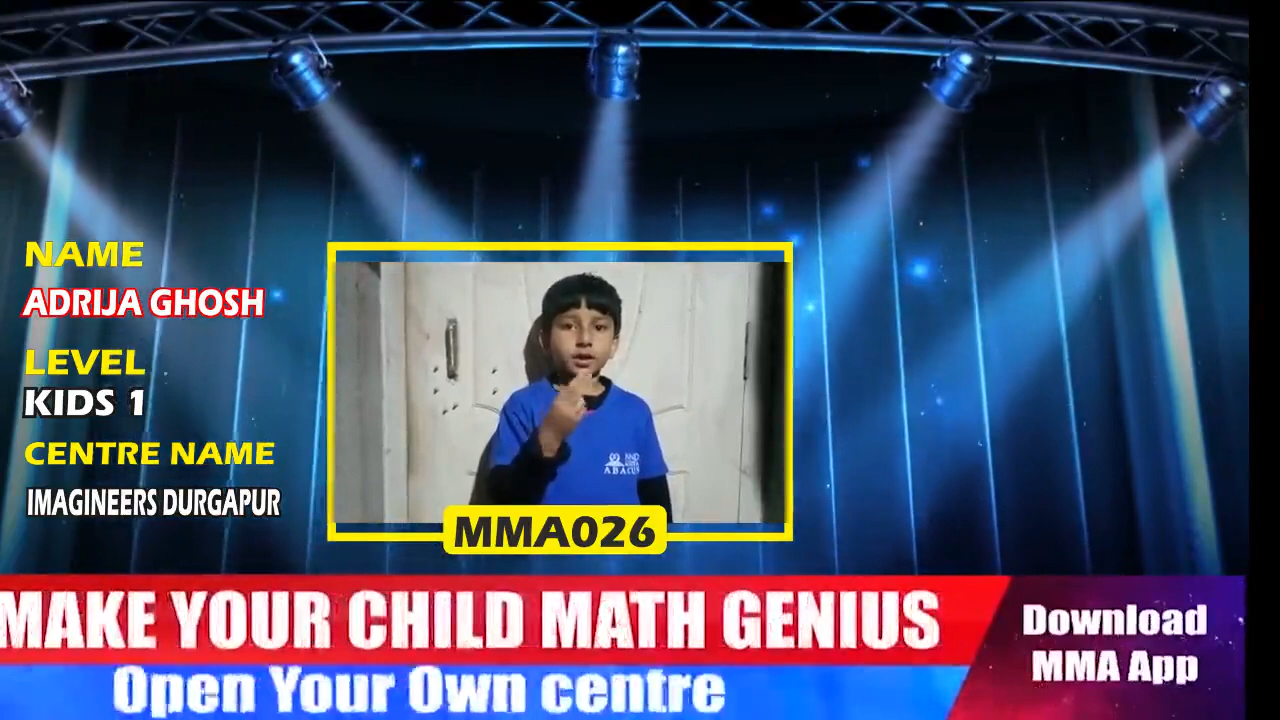 NAME
ADRIJA GHOSH
LEVEL
KIDS 1
CENTRE NAME
IMAGINEERS DURGAPUR
ABACUS
MMA026
MAKE YOUR CHILD MATH GENIUS
Open Your Own centre
Download
MMA App